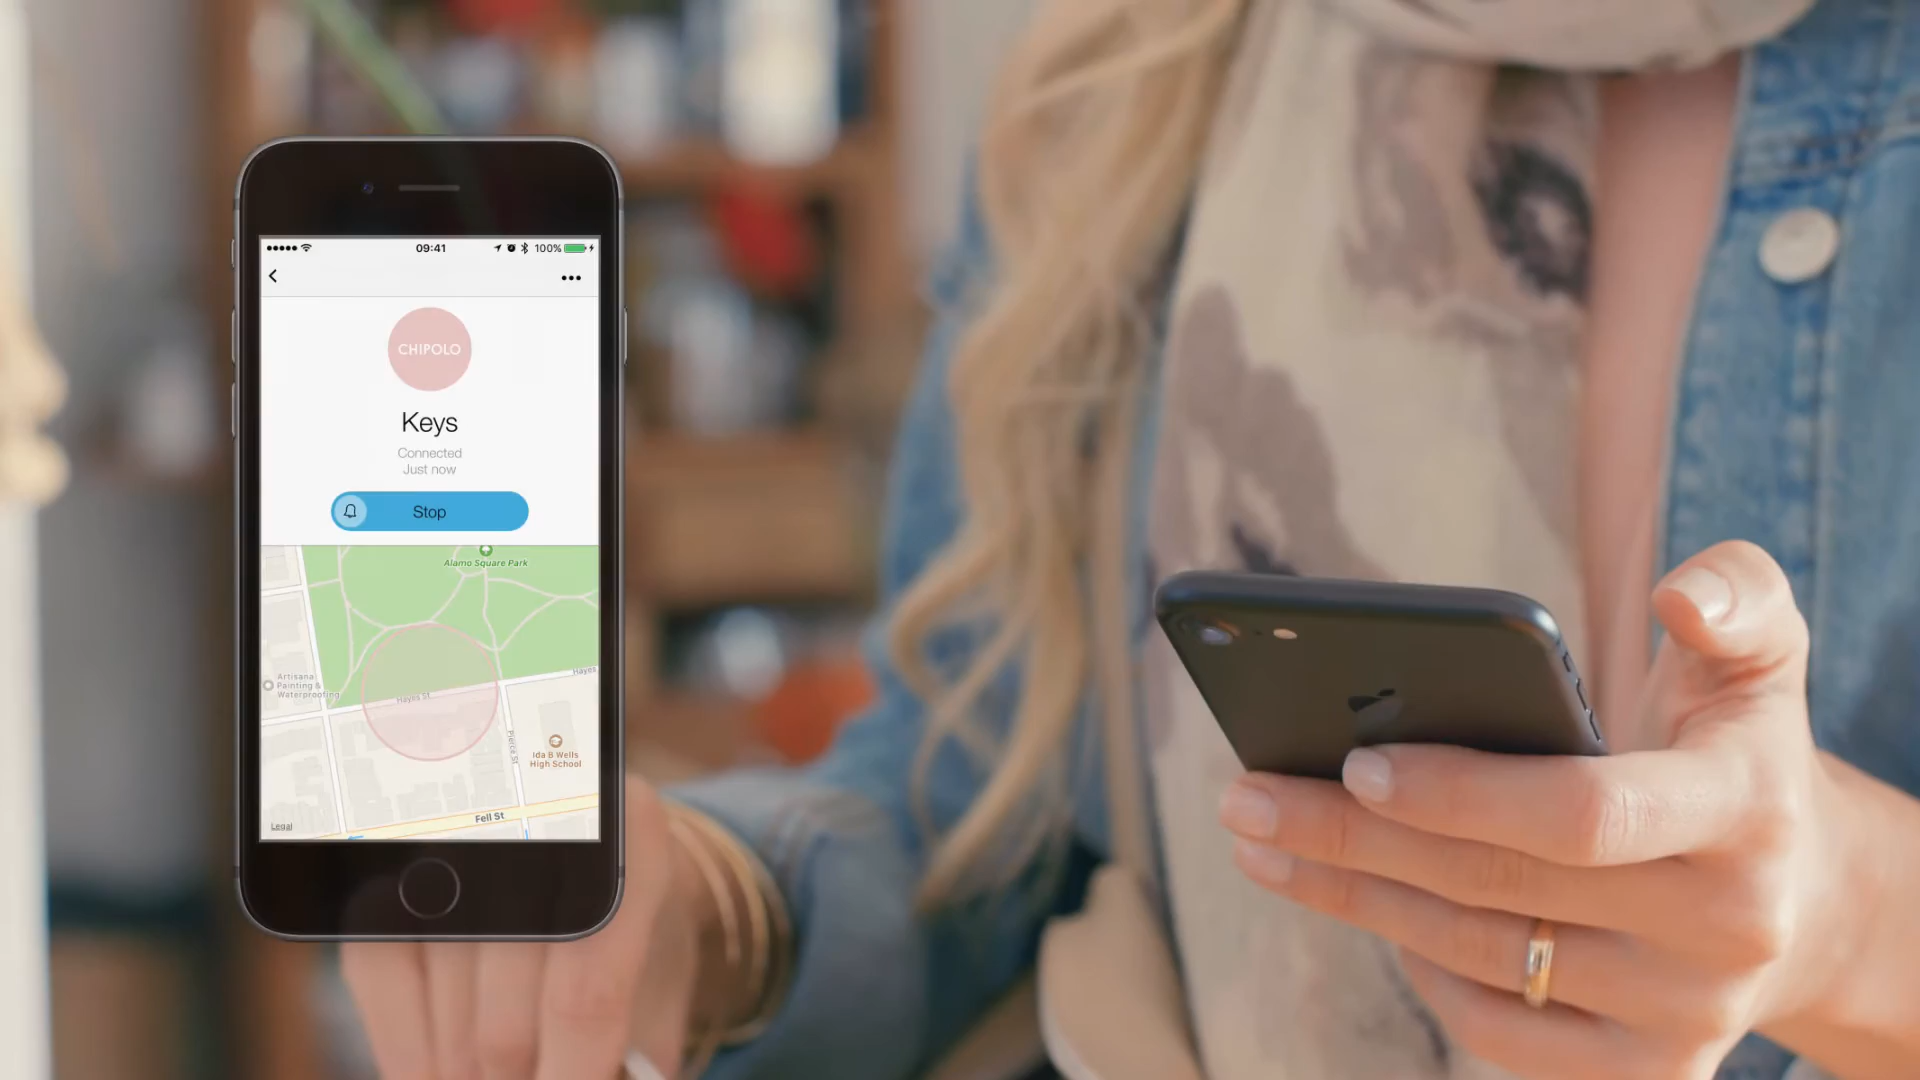 09:41
100%
CHIPOLO
Keys
Connected
Just now
Stop
Alamo Square Park
Artisana
Painting &
Waterproofing
Hayes St
Hayes
Pierce St
Ida B Wells
High School
Fell St
Legal